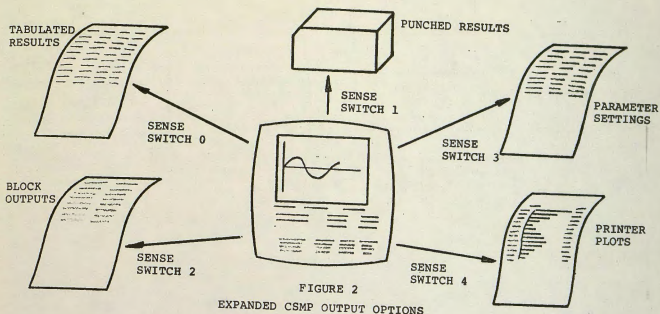 TABULATED
RESULTS
PUNCHED RESULTS
SENSE
SWITCH 1
SENSE
SWITCH 0
SENSE
SWITCH 3
PARAMETER
SETTINGS
BLOCK
OUTPUTS
PRINTER
PLOTS
SENSE
SWITCH 2
SENSE
SWITCH 4
FIGURE 2
EXPANDED CSMP OUTPUT OPTIONS